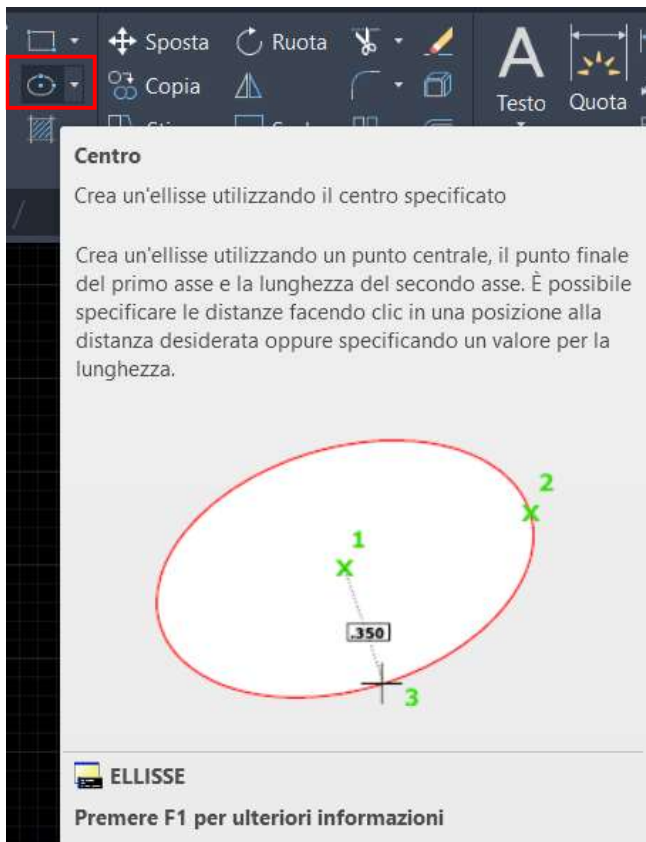 Sposta Ruota
Copia
Testo Quota
Centro
Crea un'ellisse utilizzando il centro specificato
Crea un'ellisse utilizzando un punto centrale, il punto finale
del primo asse e la lunghezza del secondo asse. È possibile
specificare le distanze facendo clic in una posizione alla
distanza desiderata oppure specificando un valore per la
lunghezza.
2
1
.350
3
ELLISSE
Premere F1 per ulteriori informazioni